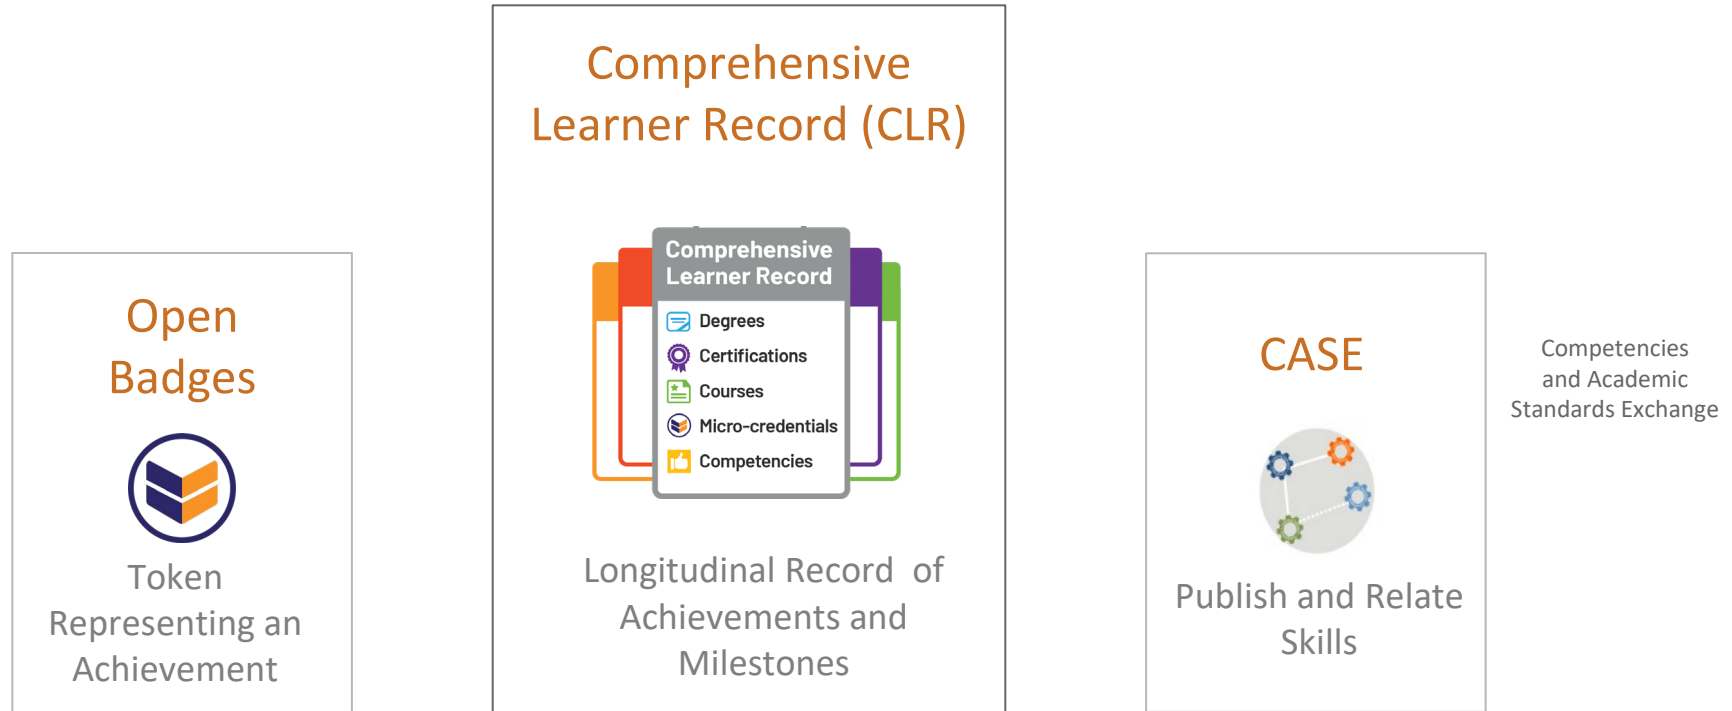 Open
Badges
Token
Representing an
Achievement
Comprehensive
Learner Record (CLR)
Comprehensive
Learner Record
Degrees
Certifications
Courses
Micro-credentials
Competencies
Longitudinal Record of
Achievements and
Milestones
CASE
Publish and Relate
Skills
Competencies
and Academic
Standards Exchange